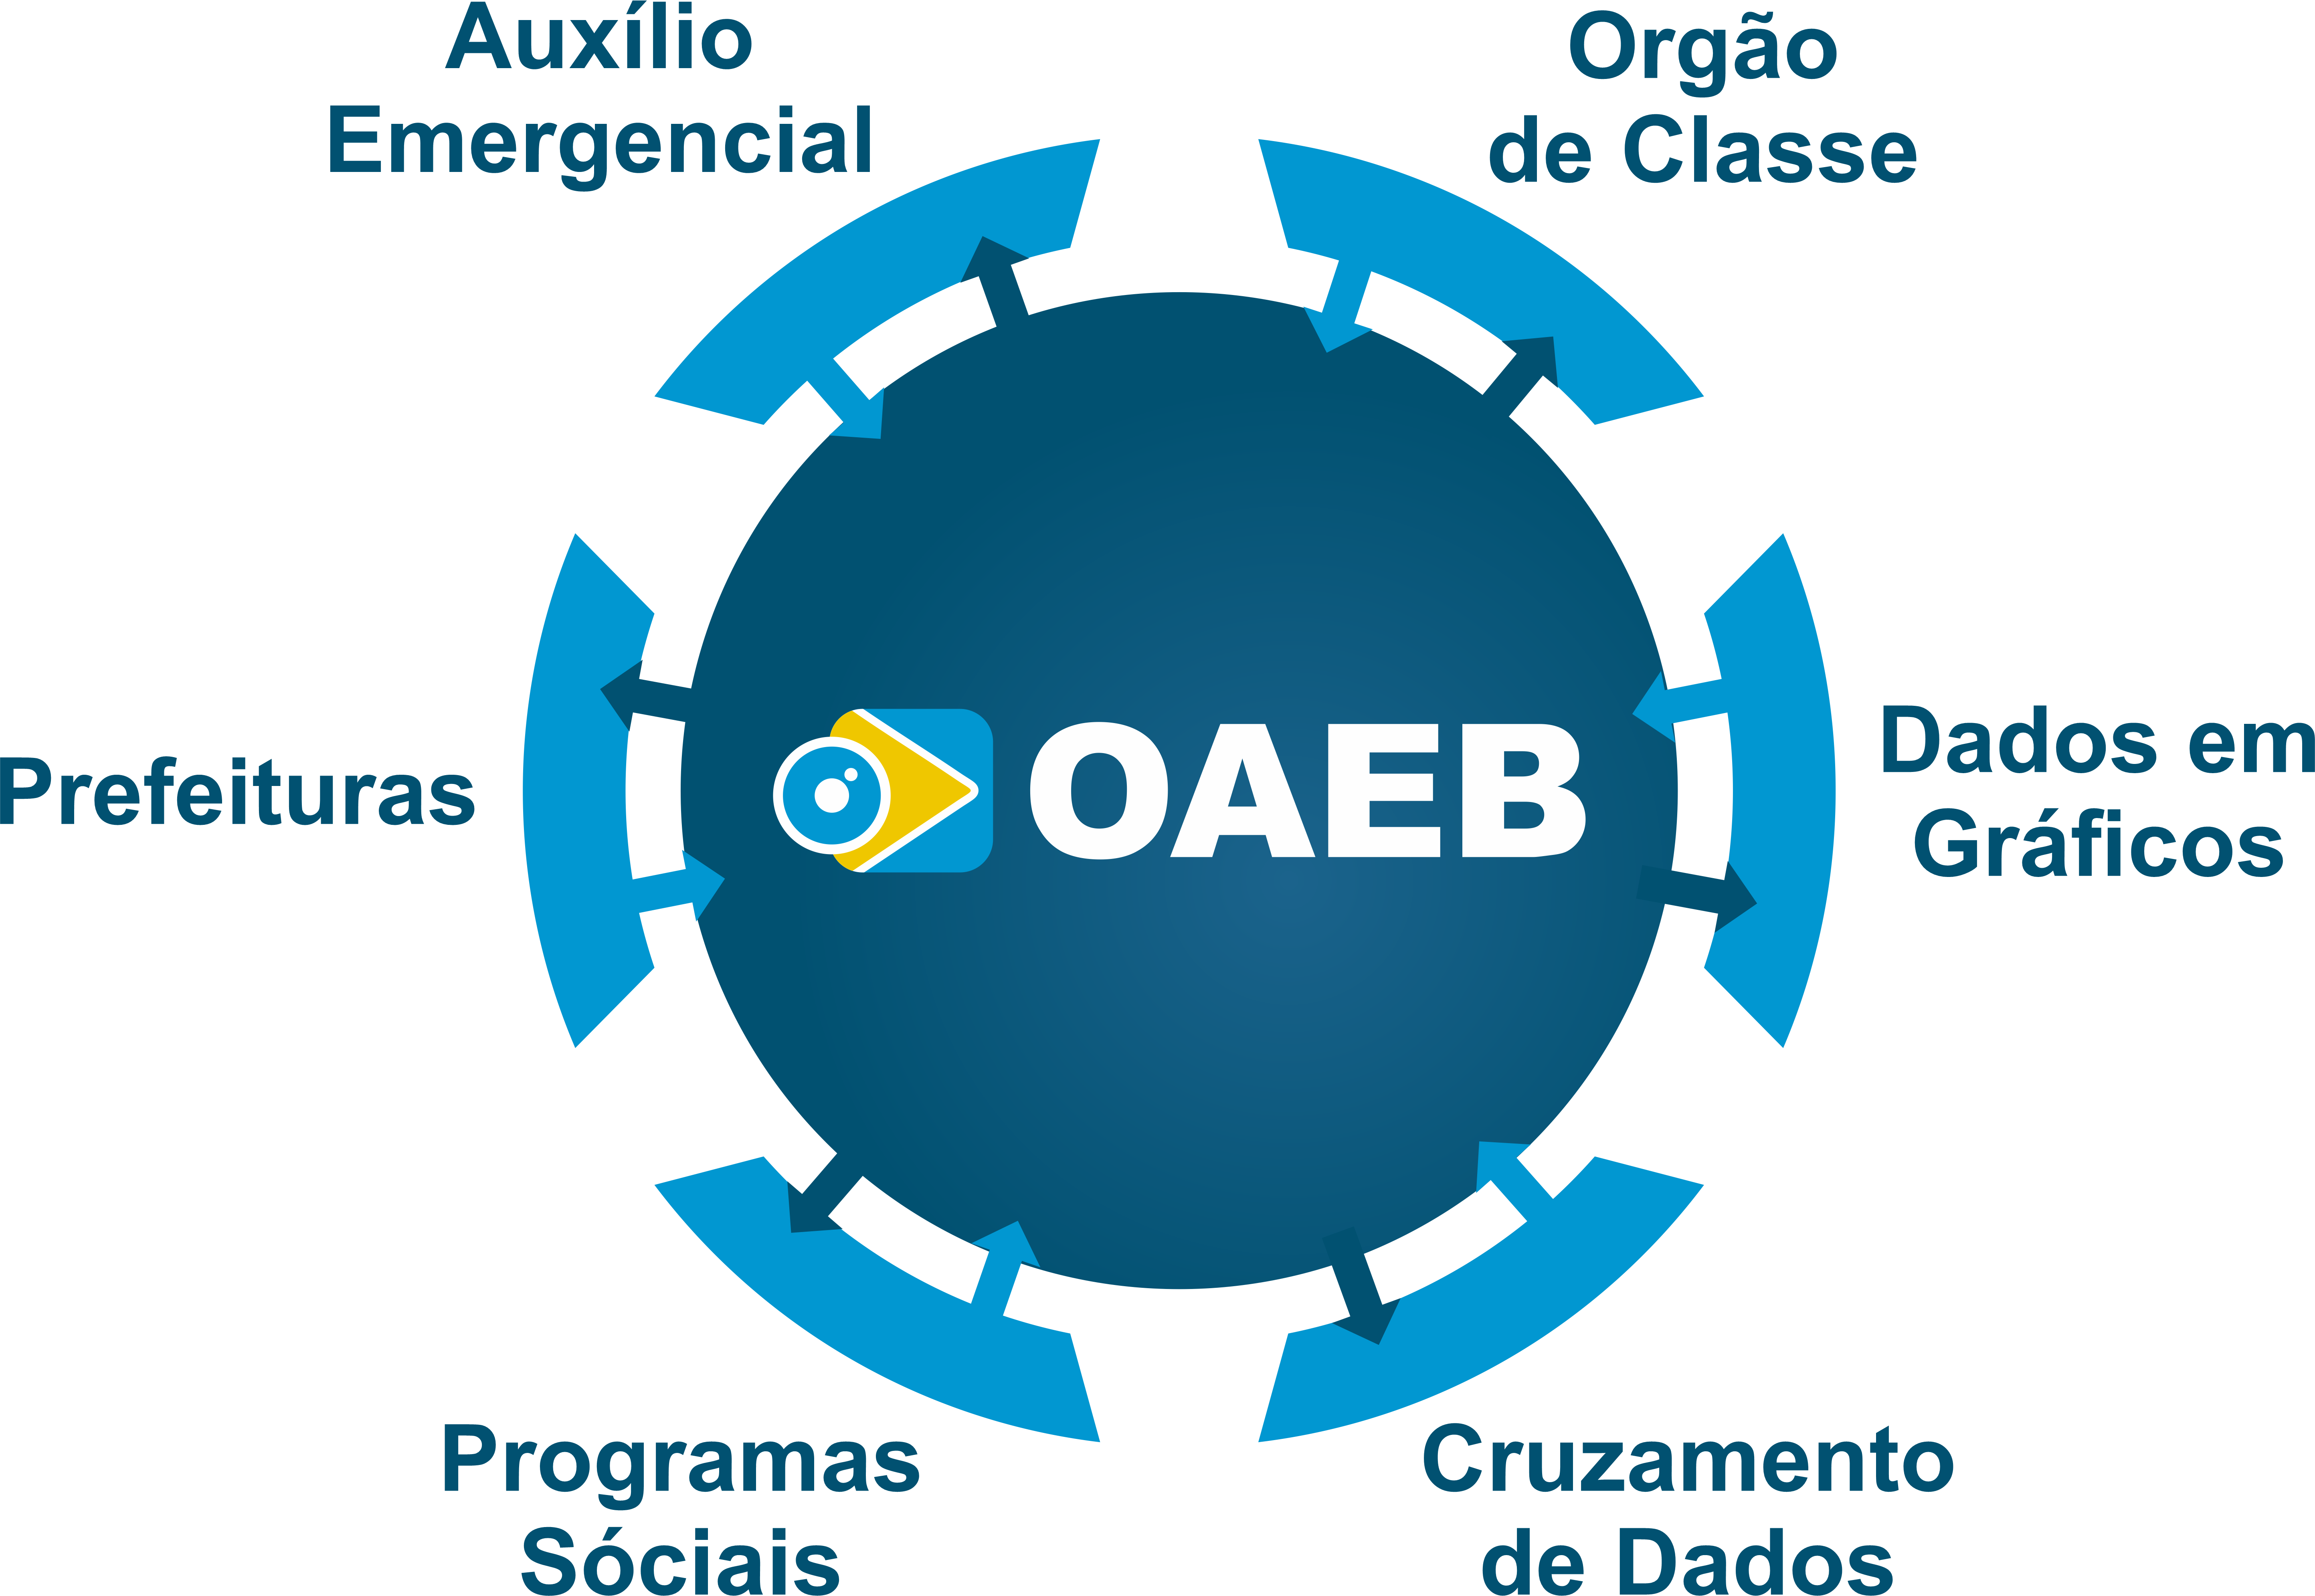 Auxílio
Emergencial
Orgão
de Classe
Prefeituras
OAEB
Dados em
Gráficos
Programas
Sóciais
Cruzamento
de Dados